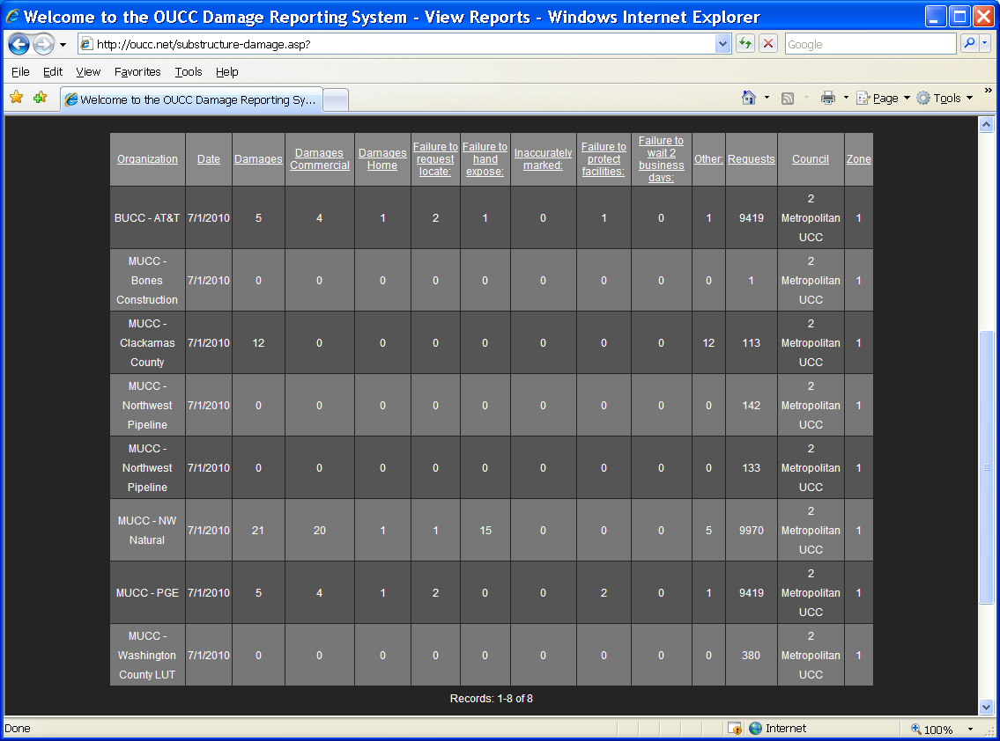 Welcome to the OUCC Damage Reporting System - View Reports - Windows Internet Explorer
http://oucc.net/substructure-damage.asp?
Google
File Edit View Favorites Tools Help
Welcome to the OUCC Damage Reporting Sy...
Page Tools »
Organization Date Damages Damages Commercial Damages Home Failure to request locate: Failure to hand expose: Inaccurately marked: Failure to protect facilities: Failure to wait 2 business days: Other: Requests Council Zone
BUCC - AT&T 7/1/2010 5 4 1 2 1 0 1 0 1 9419 2 Metropolitan UCC 1
MUCC - Bones Construction 7/1/2010 0 0 0 0 0 0 0 0 0 1 2 Metropolitan UCC 1
MUCC - Clackamas County 7/1/2010 12 0 0 0 0 0 0 0 12 113 2 Metropolitan UCC 1
MUCC - Northwest Pipeline 7/1/2010 0 0 0 0 0 0 0 0 0 142 2 Metropolitan UCC 1
MUCC - Northwest Pipeline 7/1/2010 0 0 0 0 0 0 0 0 0 133 2 Metropolitan UCC 1
MUCC - NW Natural 7/1/2010 21 20 1 1 15 0 0 0 5 9970 2 Metropolitan UCC 1
MUCC - PGE 7/1/2010 5 4 1 2 0 0 2 0 1 9419 2 Metropolitan UCC 1
MUCC - Washington County LUT 7/1/2010 0 0 0 0 0 0 0 0 0 380 2 Metropolitan UCC 1
Records: 1-8 of 8
Done Internet 100%